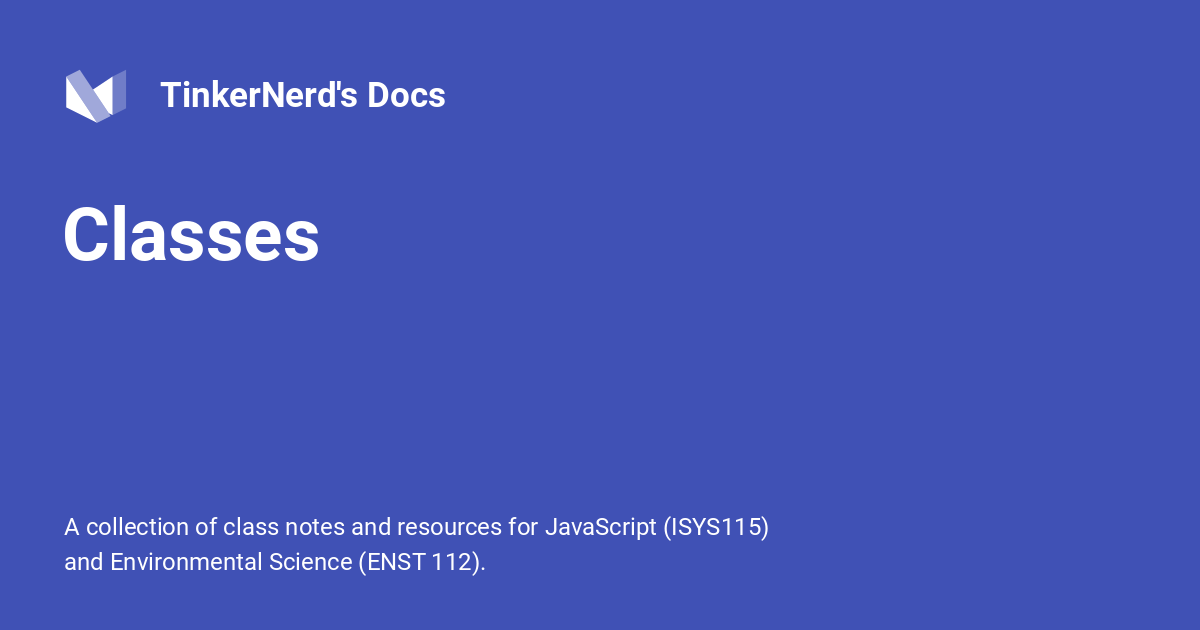 TinkerNerd's Docs
Classes
A collection of class notes and resources for JavaScript (ISYS115)
and Environmental Science (ENST 112).